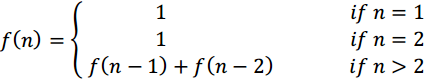 1 if n = 1
f(n) = { 1 if n = 2
f(n − 1) + f(n − 2) if n > 2